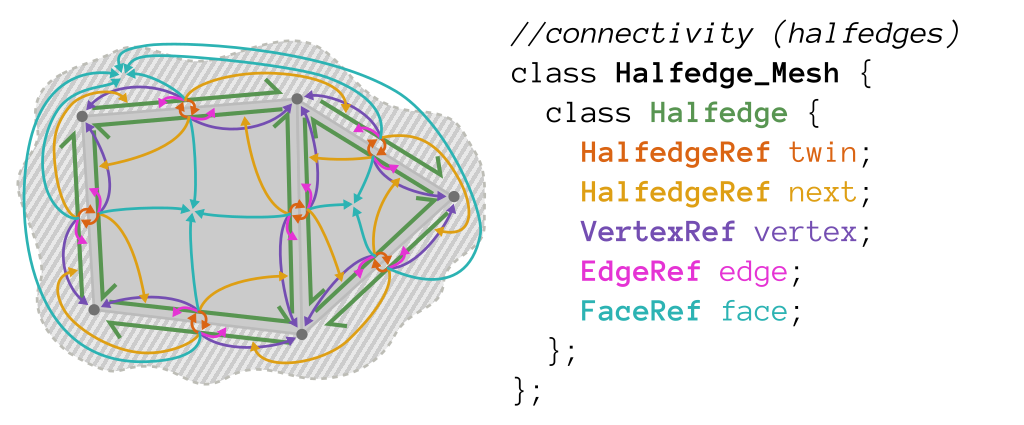 //connectivity (halfedges)
class Halfedge_Mesh {
class Halfedge {
HalfedgeRef twin;
HalfedgeRef next;
VertexRef vertex;
EdgeRef edge;
FaceRef face;
};
};